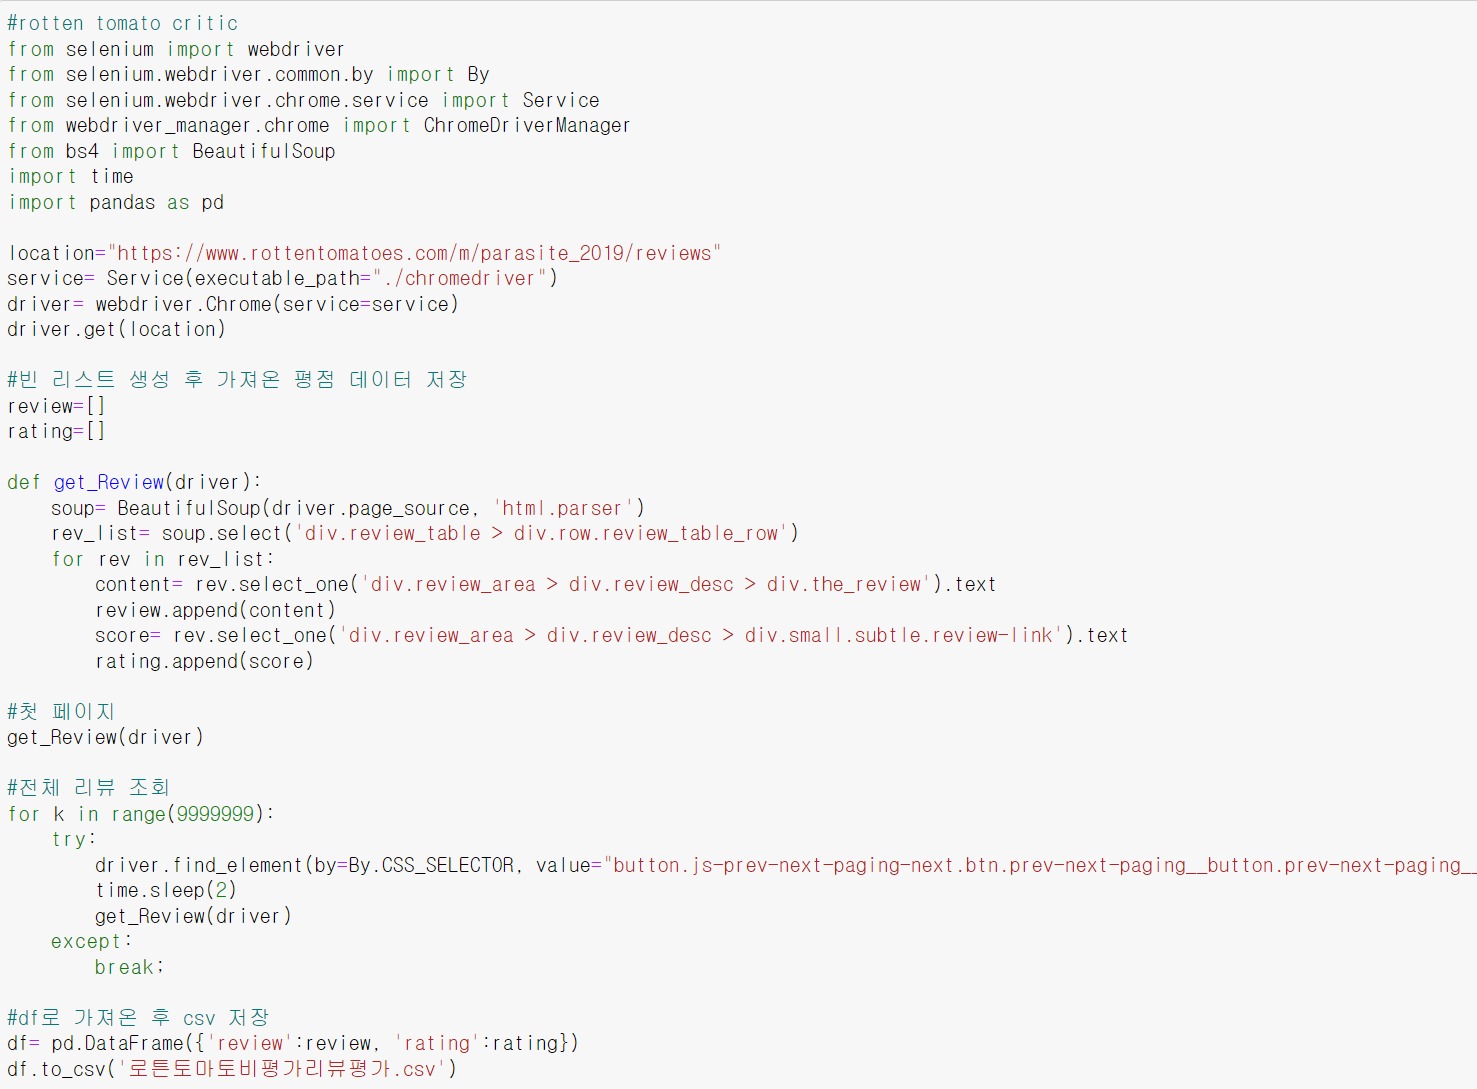 #rotten tomato critic
from selenium import webdriver
from selenium.webdriver.common.by import By
from selenium.webdriver.chrome.service import Service
from webdriver_manager.chrome import ChromeDriverManager
from bs4 import BeautifulSoup
import time
import pandas as pd
location="https://www.rottentomatoes.com/m/parasite_2019/reviews"
service= Service(executable_path="./chromedriver")
driver= webdriver.Chrome(service=service)
driver.get(location)
#빈 리스트 생성 후 가져온 평점 데이터 저장
review=[]
rating=[]
def get_Review(driver):
    soup= BeautifulSoup(driver.page_source, 'html.parser')
    rev_list= soup.select('div.review_table > div.row.review_table_row')
    for rev in rev_list:
        content= rev.select_one('div.review_area > div.review_desc > div.the_review').text
        review.append(content)
        score= rev.select_one('div.review_area > div.review_desc > div.small.subtle.review-link').text
        rating.append(score)
#첫 페이지
get_Review(driver)
#전체 리뷰 조회
for k in range(9999999):
    try:
        driver.find_element(by=By.CSS_SELECTOR, value="button.js-prev-next-paging-next.btn.prev-next-paging__button.prev-next-paging__
        time.sleep(2)
        get_Review(driver)
    except:
        break;
#df로 가져온 후 csv 저장
df= pd.DataFrame({'review':review, 'rating':rating})
df.to_csv('로튼토마토비평가리뷰평가.csv')